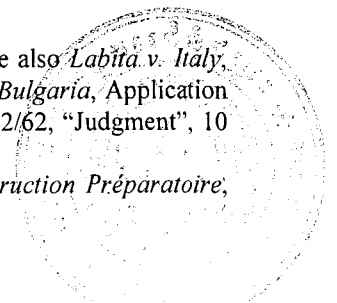 e also Labita v. Italy,
Bulgaria, Application
2/62, “Judgment”, 10
ruction Préparatoire,